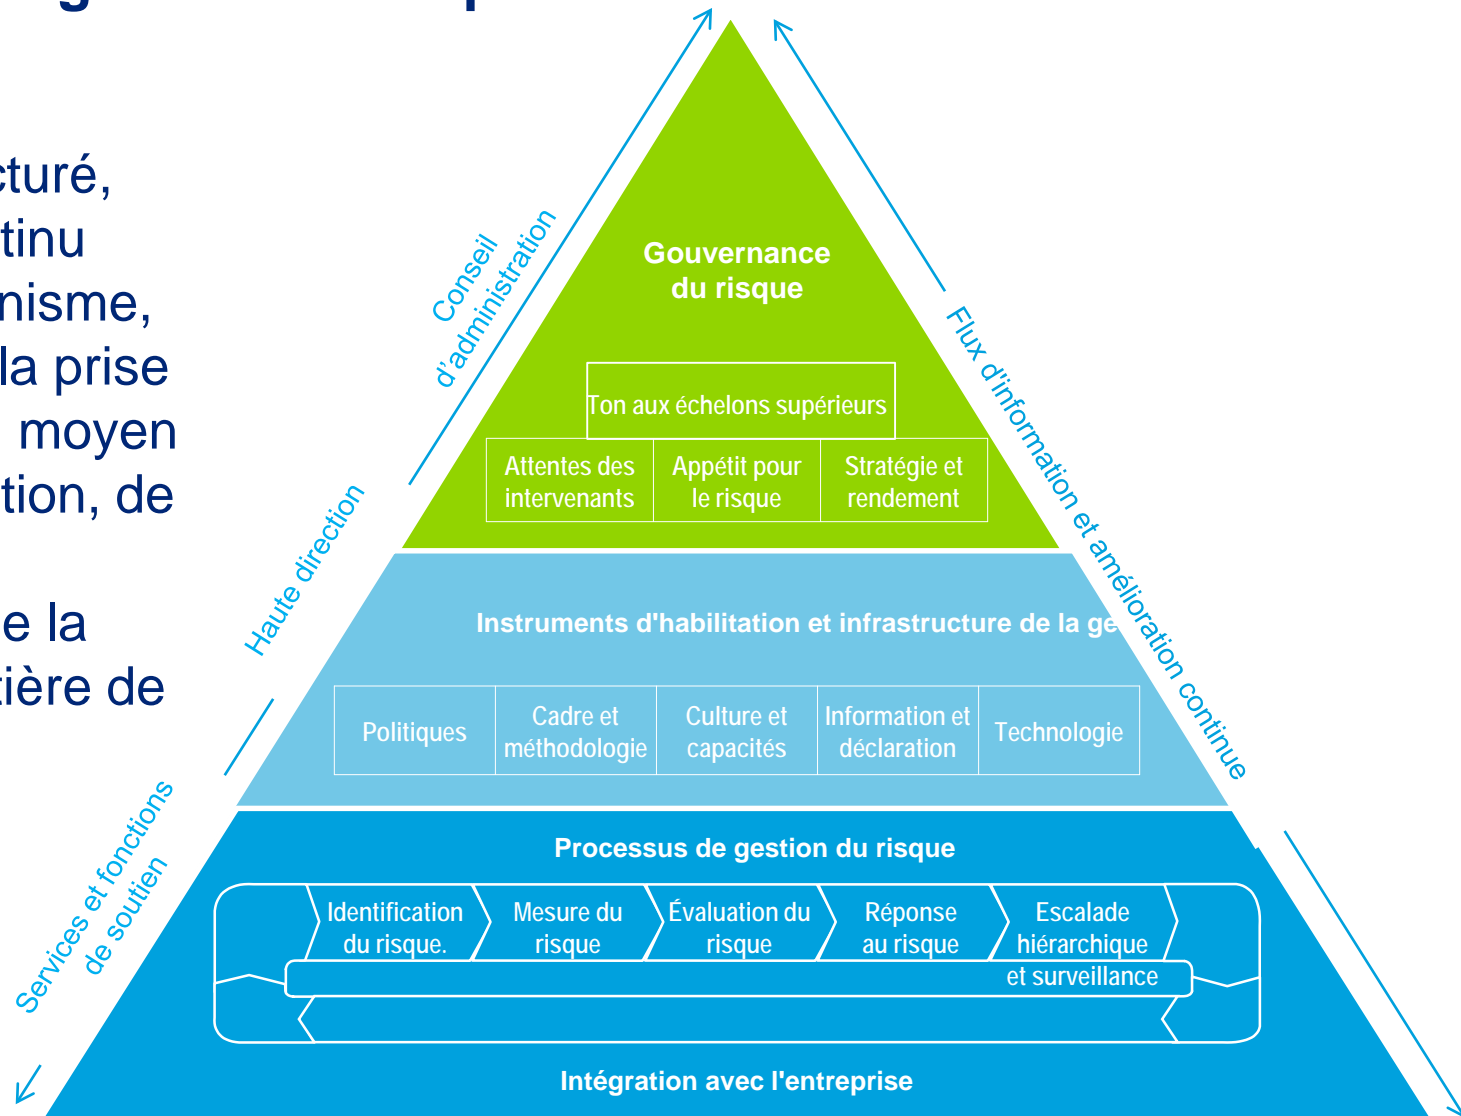 cturé,
tinu
nisme,
la prise
moyen
tion, de
e la
tière de
Conseil
d'administration
Haute direction
Services et fonctions
de soutien
Flux d'information et amélioration continue
Gouvernance
du risque
Ton aux échelons supérieurs
Attentes des
intervenants
Appétit pour
le risque
Stratégie et
rendement
Instruments d'habilitation et infrastructure de la ge
Politiques
Cadre et
méthodologie
Culture et
capacités
Information et
déclaration
Technologie
Processus de gestion du risque
Identification
du risque.
Mesure du
risque
Évaluation du
risque
Réponse
au risque
Escalade
hiérarchique
et surveillance
Intégration avec l'entreprise